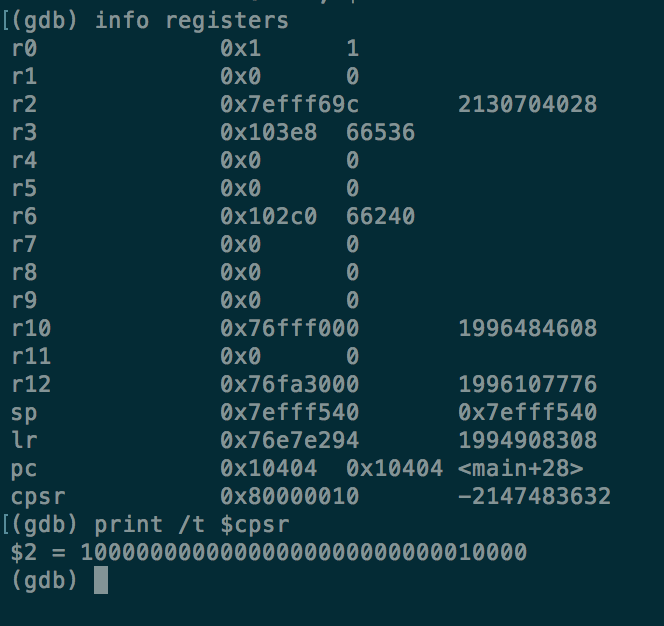 [(gdb) info registers
r0 0x1 1
r1 0x0 0
r2 0x7efff69c 2130704028
r3 0x103e8 66536
r4 0x0 0
r5 0x0 0
r6 0x102c0 66240
r7 0x0 0
r8 0x0 0
r9 0x0 0
r10 0x76fff000 1996484608
r11 0x0 0
r12 0x76fa3000 1996107776
sp 0x7efff540 0x7efff540
lr 0x76e7e294 1994908308
pc 0x10404 0x10404 <main+28>
cpsr 0x80000010 -2147483632
[(gdb) print /t $cpsr
$2 = 10000000000000000000000000010000
(gdb)